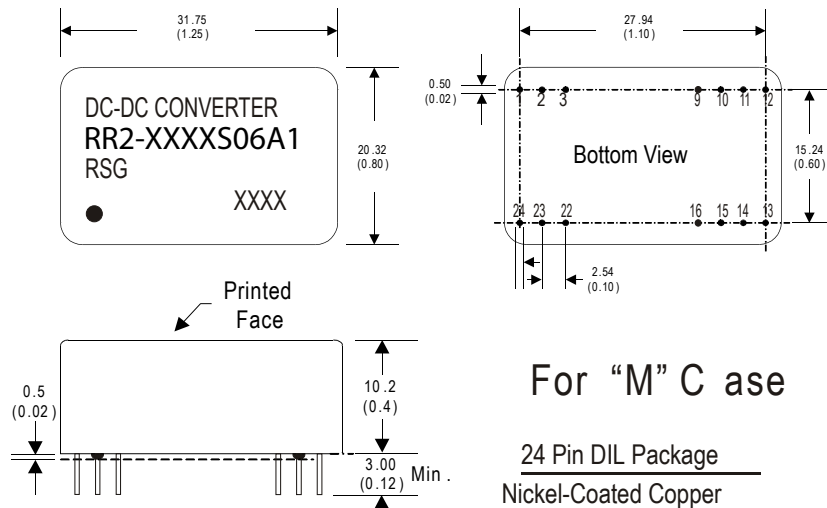 31.75
(1.25)
DC-DC CONVERTER
RR2-XXXXS06A1
RSG
XXXX
20.32
(0.80)
27.94
(1.10)
0.50
(0.02)
1 2 3 9 10 11 12
Bottom View
15.24
(0.60)
24 23 22 16 15 14 13
2.54
(0.10)
Printed
Face
0.5
(0.02)
10.2
(0.4)
3.00
(0.12) Min .
For “M” C ase
24 Pin DIL Package
Nickel-Coated Copper